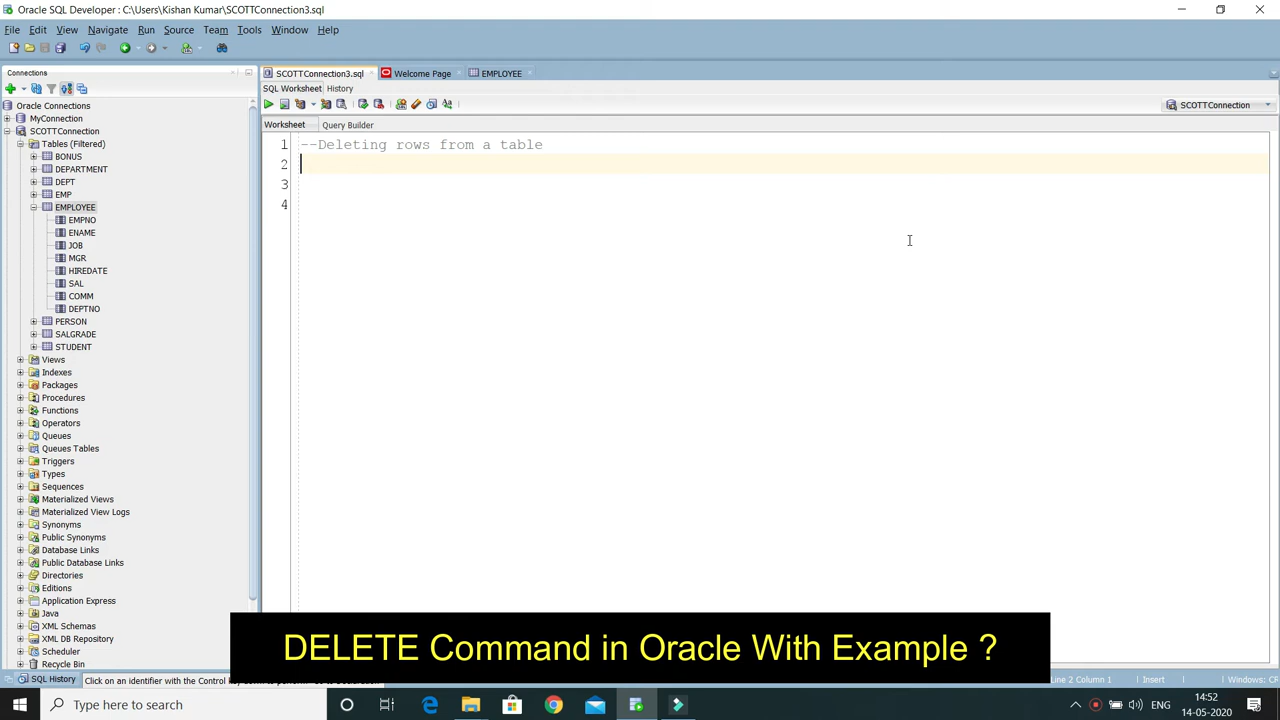 Oracle SQL Developer : C:\Users\Kishan Kumar\SCOTTConnection3.sql
File Edit View Navigate Run Source Team Tools Window Help
Connections
SCOTTConnection3.sql Welcome Page EMPLOYEE
SQL Worksheet History
SCOTTConnection
Worksheet Query Builder
Oracle Connections
MyConnection
SCOTTConnection
Tables (Filtered)
BONUS
DEPARTMENT
DEPT
EMP
EMPLOYEE
EMPNO
ENAME
JOB
MGR
HIREDATE
SAL
COMM
DEPTNO
PERSON
SALGRADE
STUDENT
Views
Indexes
Packages
Procedures
Functions
Operators
Queues
Queues Tables
Triggers
Types
Sequences
Materialized Views
Materialized View Logs
Synonyms
Public Synonyms
Database Links
Public Database Links
Directories
Editions
Application Express
Java
XML Schemas
XML DB Repository
Scheduler
Recycle Bin
1 --Deleting rows from a table
2
3
4
DELETE Command in Oracle With Example ?
SQL History Click on an identifier with the Control Line 2 Column 1 Insert Windows: CF
Type here to search
ENG
14:52
14-05-2020